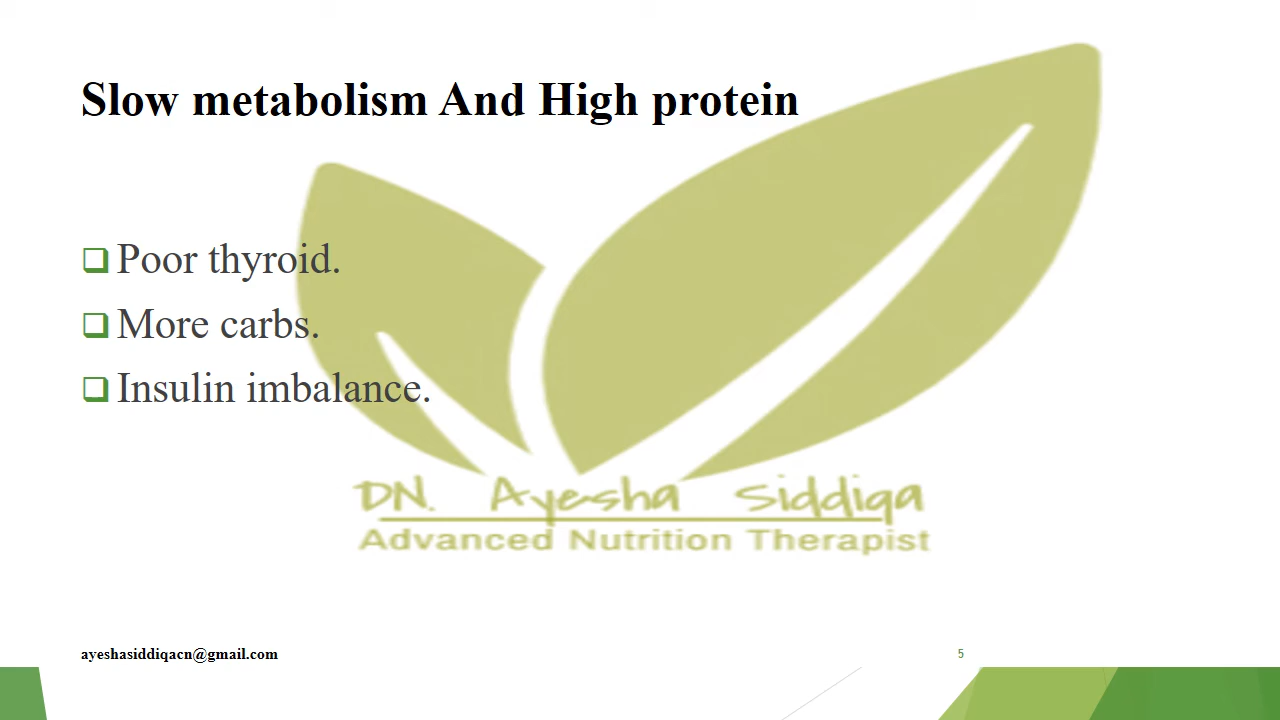 Slow metabolism And High protein
Poor thyroid.
More carbs.
Insulin imbalance.
DN. Ayesha Siddiqa
Advanced Nutrition Therapist
ayeshasiddiqacn@gmail.com
5